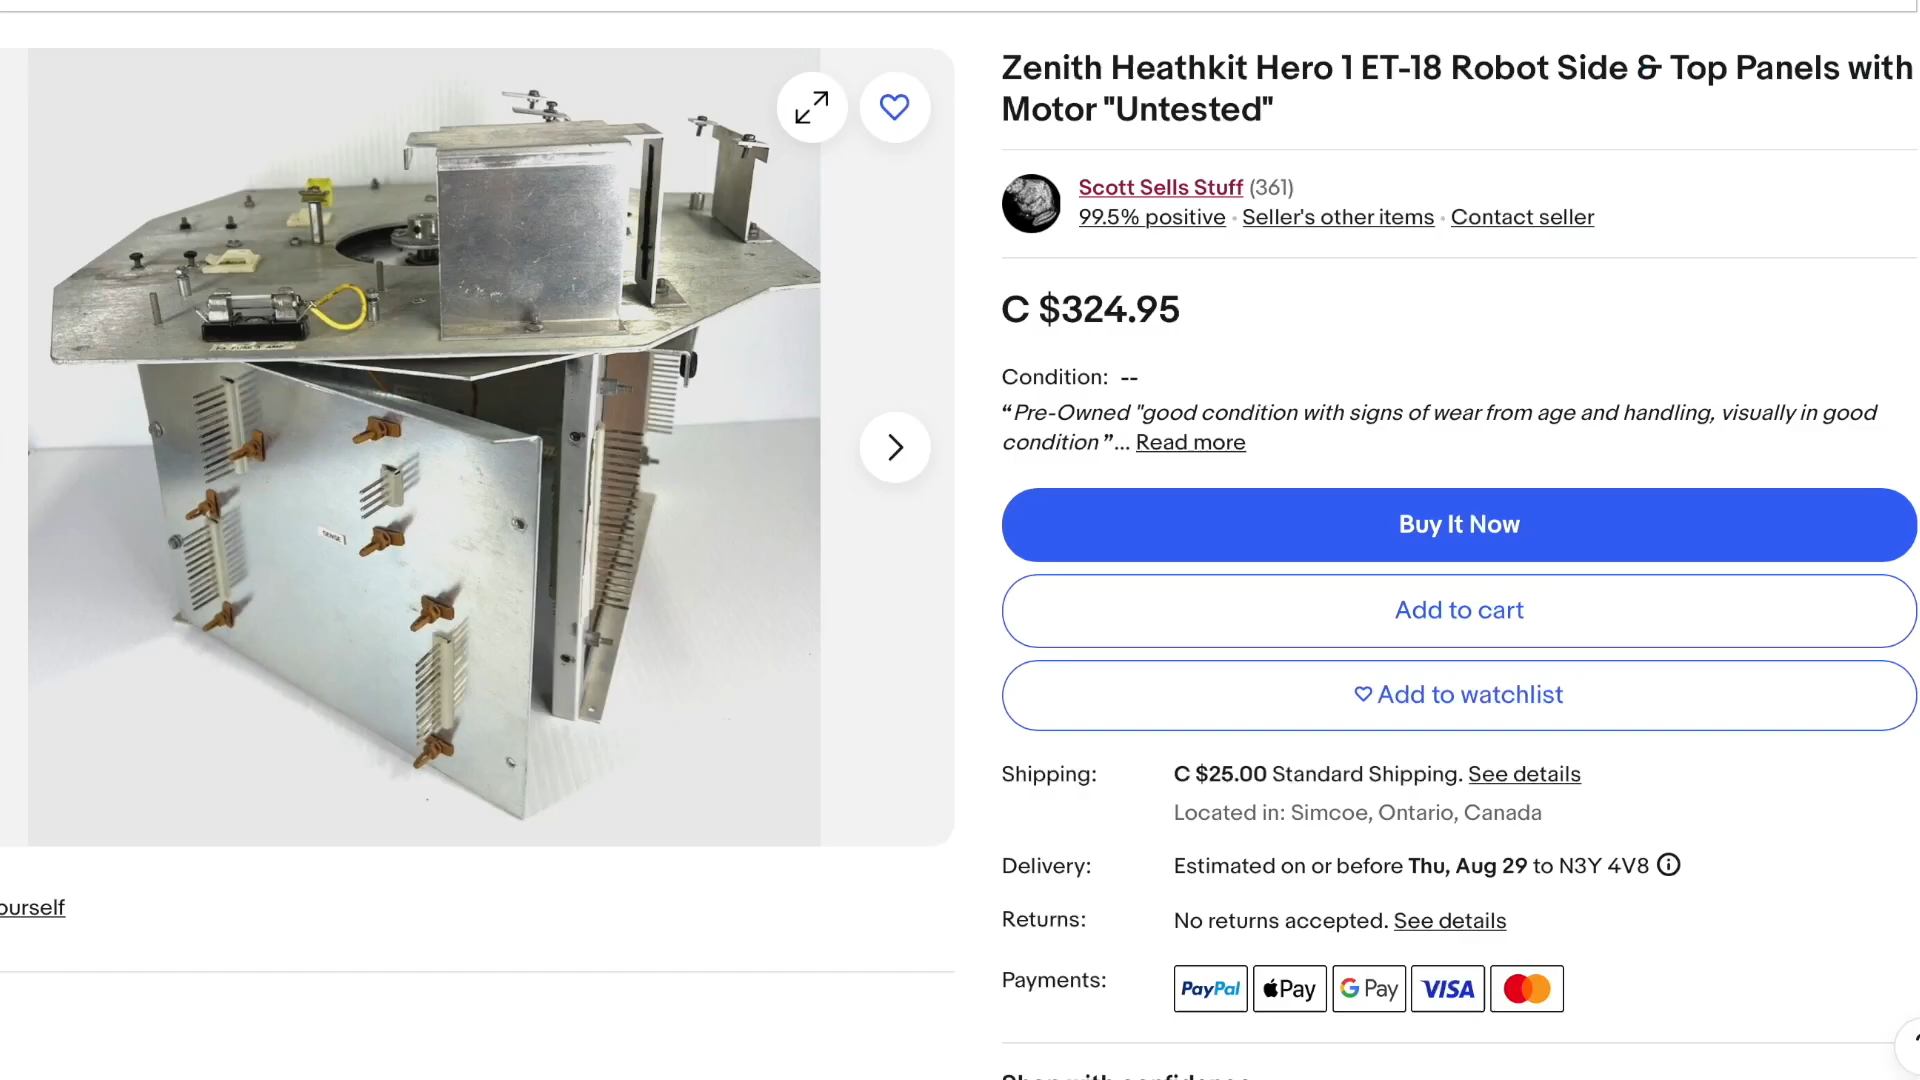 Zenith Heathkit Hero 1 ET-18 Robot Side & Top Panels with
Motor "Untested"
Scott Sells Stuff (361)
99.5% positive · Seller's other items · Contact seller
C $324.95
Condition: --
“Pre-Owned "good condition with signs of wear from age and handling, visually in good
condition ”... Read more
Buy It Now
Add to cart
Add to watchlist
Shipping: C $25.00 Standard Shipping. See details
Located in: Simcoe, Ontario, Canada
Delivery: Estimated on or before Thu, Aug 29 to N3Y 4V8
Returns: No returns accepted. See details
Payments: PayPal Pay G Pay VISA
SENSE
ourself